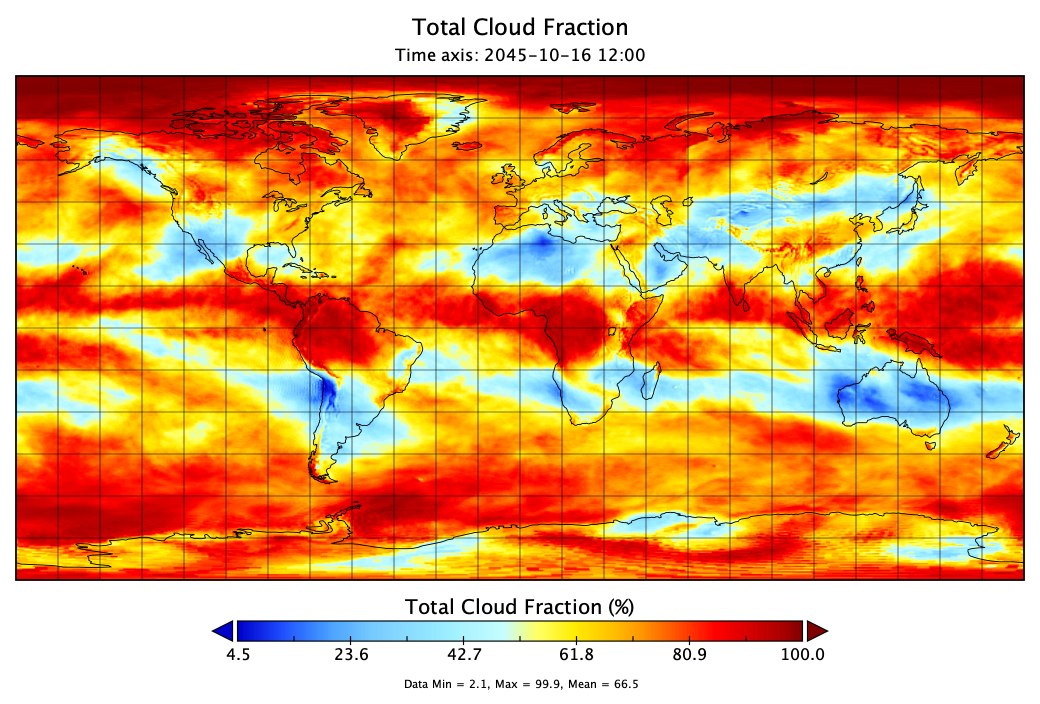 Total Cloud Fraction
Time axis: 2045-10-16 12:00
Total Cloud Fraction (%)
4.5 23.6 42.7 61.8 80.9 100.0
Data Min = 2.1, Max = 99.9, Mean = 66.5